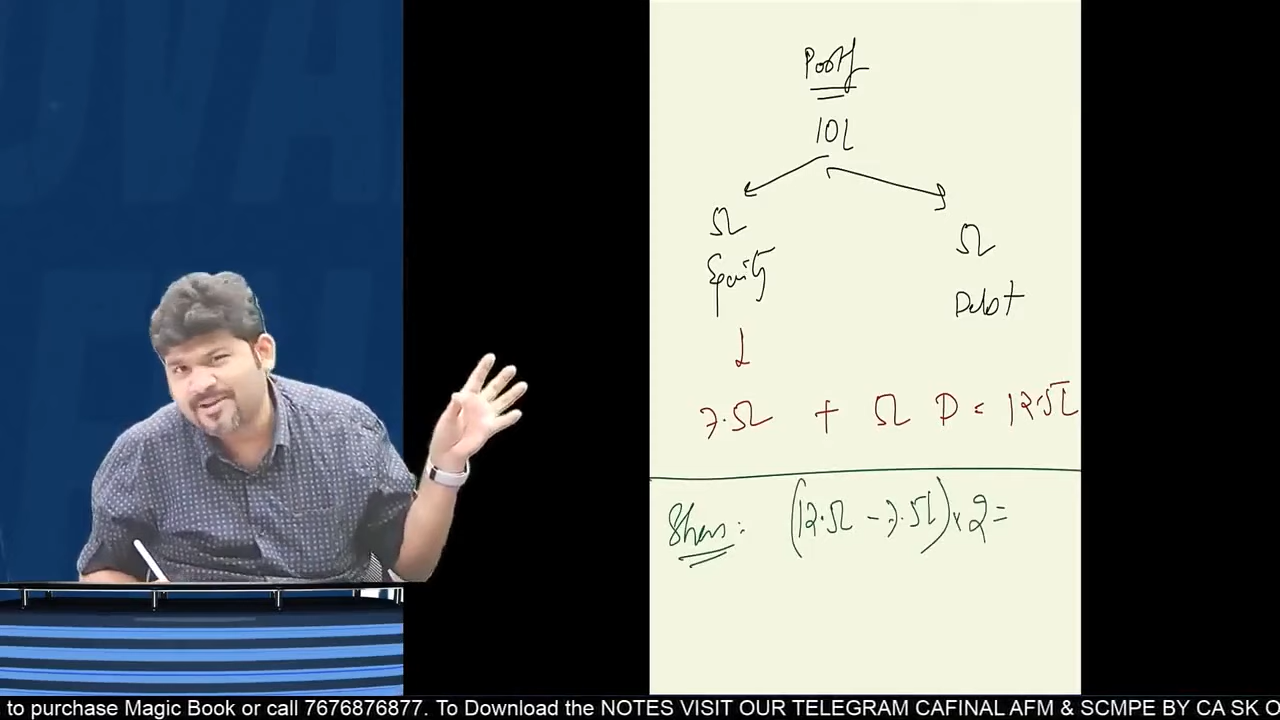 Portf
10L
5L
5L
Equity
Debt
↓
7.5L + 5L D = 12.5L
Shares: (12.5L - 7.5L) × 2 =
to purchase Magic Book or call 7676876877. To Download the NOTES VISIT OUR TELEGRAM CAFINAL AFM & SCMPE BY CA SK O